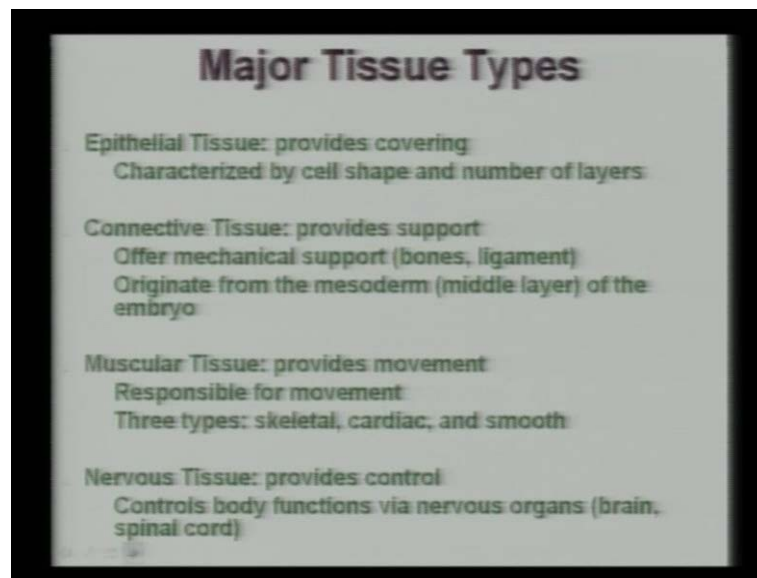 Major Tissue Types
Epithelial Tissue: provides covering
Characterized by cell shape and number of layers
Connective Tissue: provides support
Offer mechanical support (bones, ligament)
Originate from the mesoderm (middle layer) of the
embryo
Muscular Tissue: provides movement
Responsible for movement
Three types: skeletal, cardiac, and smooth
Nervous Tissue: provides control
Controls body functions via nervous organs (brain,
spinal cord)